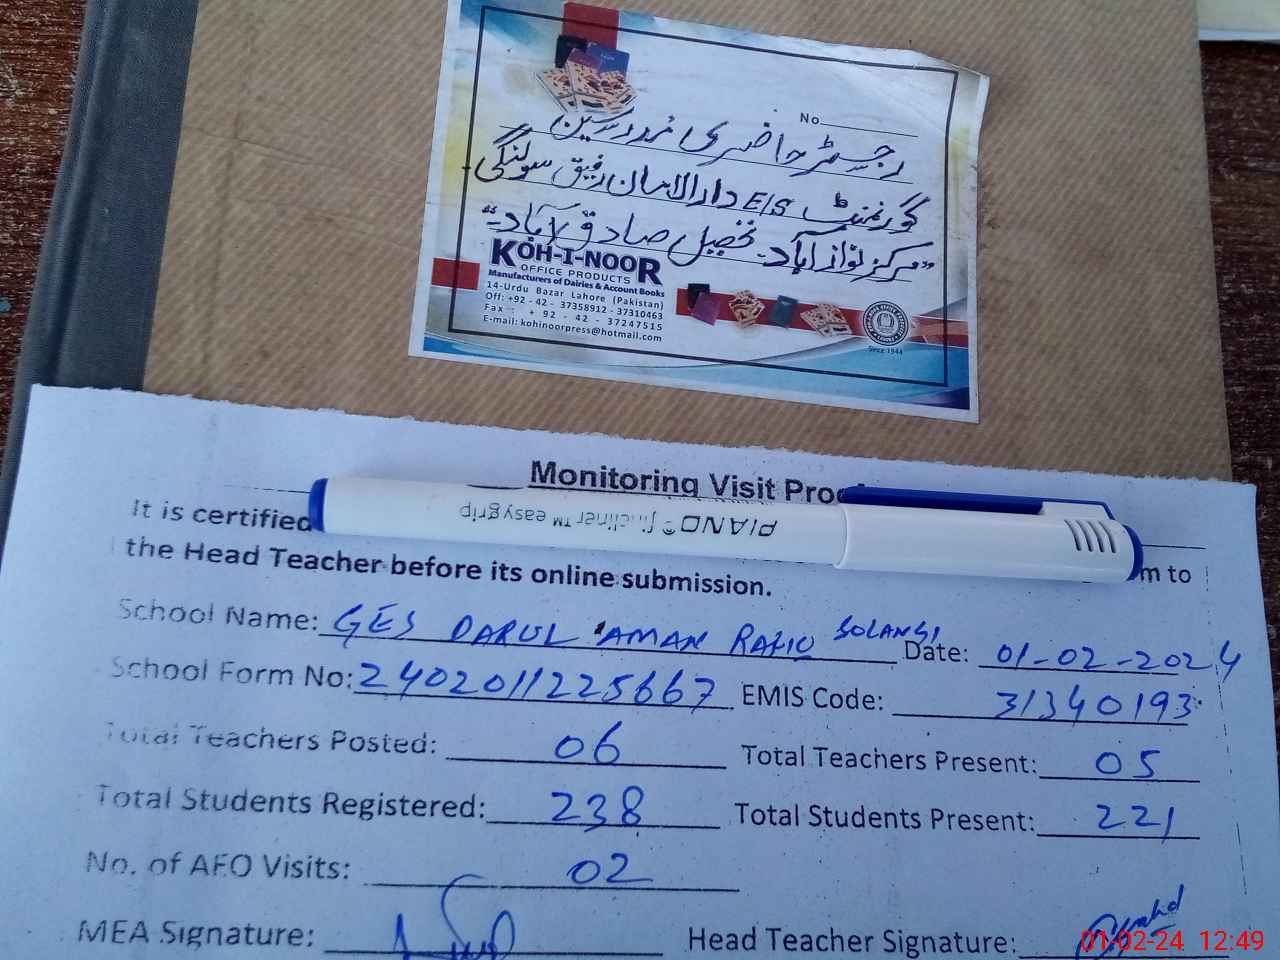 No
رجسٹر حاضری مدرسین
گورنمنٹ E/S دارالامان رفیق سولنگی۔
"مرکز نواز آباد۔ تحصیل صادق آباد۔"
KOH-I-NOOR
OFFICE PRODUCTS
Manufacturers of Dairies & Account Books
14-Urdu Bazar Lahore (Pakistan)
Off: +92 - 42 - 37358912 - 37310463
Fax : + 92 - 42 - 37247515
E-mail: kohinoorpress@hotmail.com
Since 1944
Monitoring Visit Proo
It is certified
m to
the Head Teacher before its online submission.
PIANO® fineliner™ easygrip
School Name: GES DARUL AMAN RAFIQ SOLANGI Date: 01-02-2024
School Form No: 2402011225667 EMIS Code: 31340193
Total Teachers Posted: 06 Total Teachers Present: 05
Total Students Registered: 238 Total Students Present: 221
No. of AEO Visits: 02
MEA Signature: Head Teacher Signature:
01-02-24 12:49